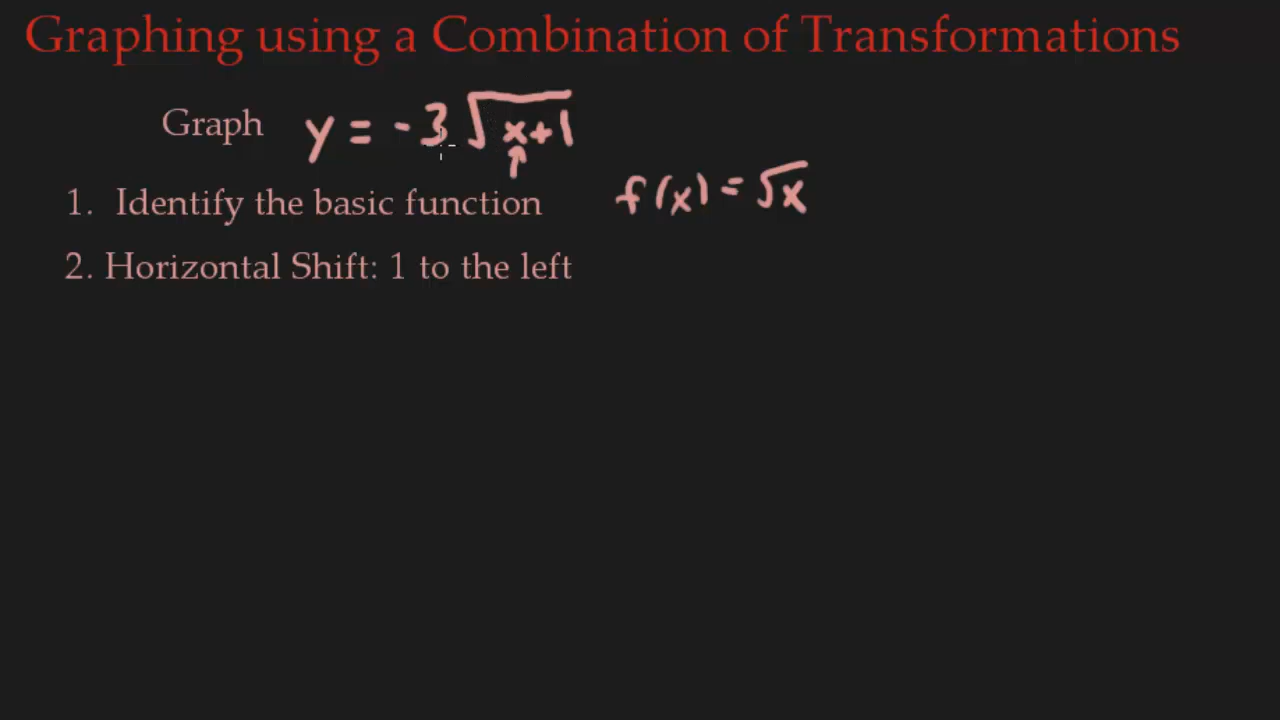 Graphing using a Combination of Transformations
Graph y = -3√x+1
1. Identify the basic function f(x) = √x
2. Horizontal Shift: 1 to the left